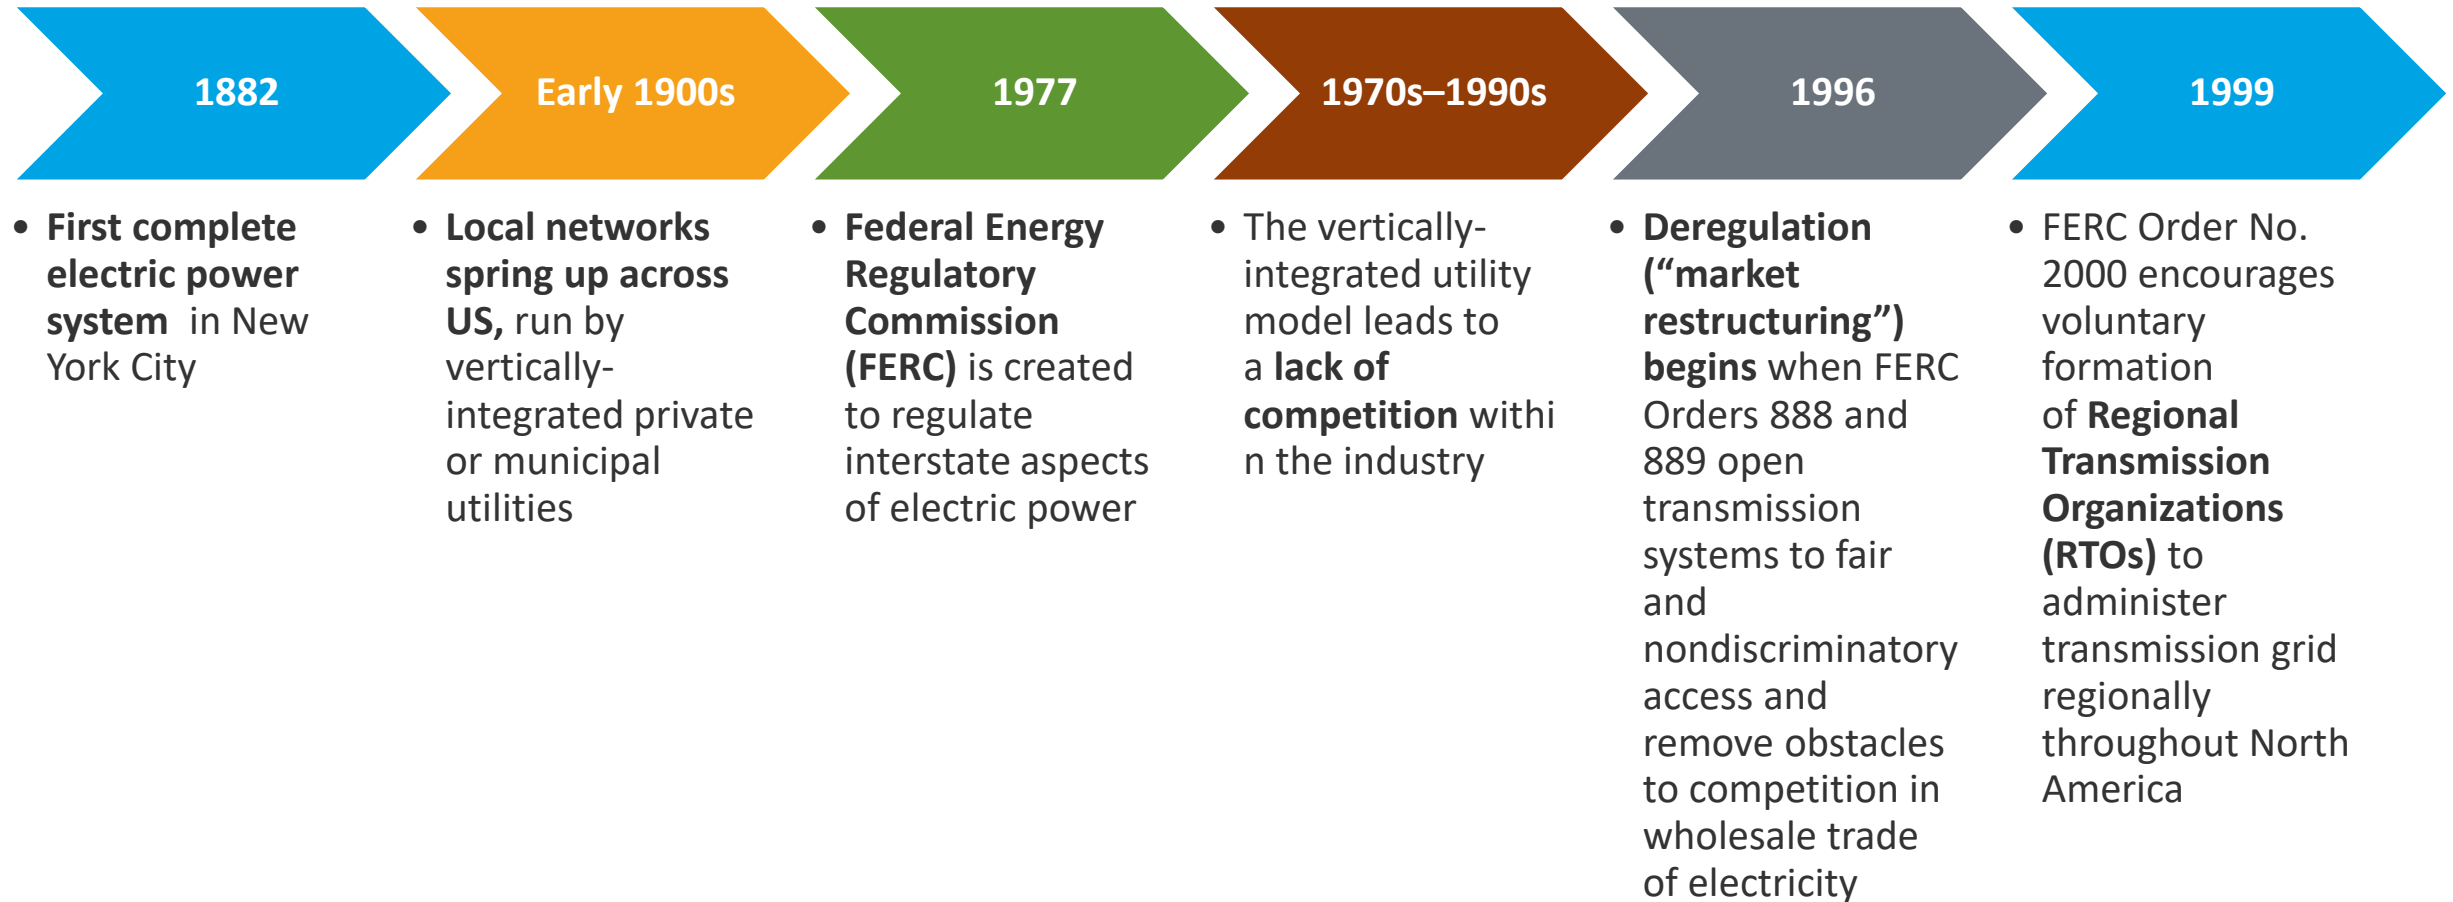 1882
Early 1900s
1977
1970s–1990s
1996
1999
• First complete
electric power
system  in New
York City
• Local networks
spring up across
US, run by
vertically-
integrated private
or municipal
utilities
• Federal Energy
Regulatory
Commission
(FERC) is created
to regulate
interstate aspects
of electric power
• The vertically-
integrated utility
model leads to
a lack of
competition withi
n the industry
• Deregulation
(“market
restructuring”)
begins when FERC
Orders 888 and
889 open
transmission
systems to fair
and
nondiscriminatory
access and
remove obstacles
to competition in
wholesale trade
of electricity
• FERC Order No.
2000 encourages
voluntary
formation
of Regional
Transmission
Organizations
(RTOs) to
administer
transmission grid
regionally
throughout North
America